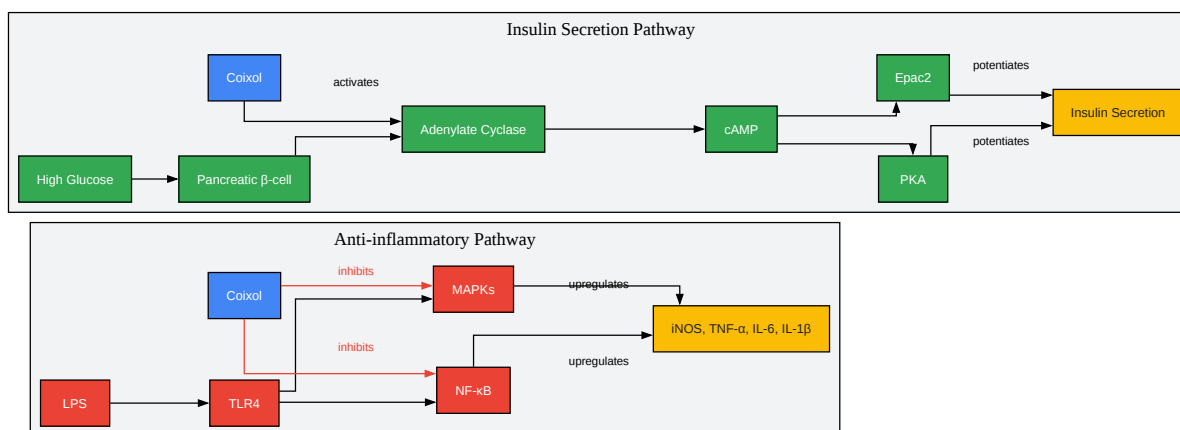 Insulin Secretion Pathway
Coixol
activates
Epac2
potentiates
Adenylate Cyclase
cAMP
Insulin Secretion
potentiates
High Glucose
Pancreatic β-cell
PKA
Anti-inflammatory Pathway
Coixol
inhibits
MAPKs
upregulates
iNOS, TNF-α, IL-6, IL-1β
inhibits
upregulates
LPS
TLR4
NF-κB